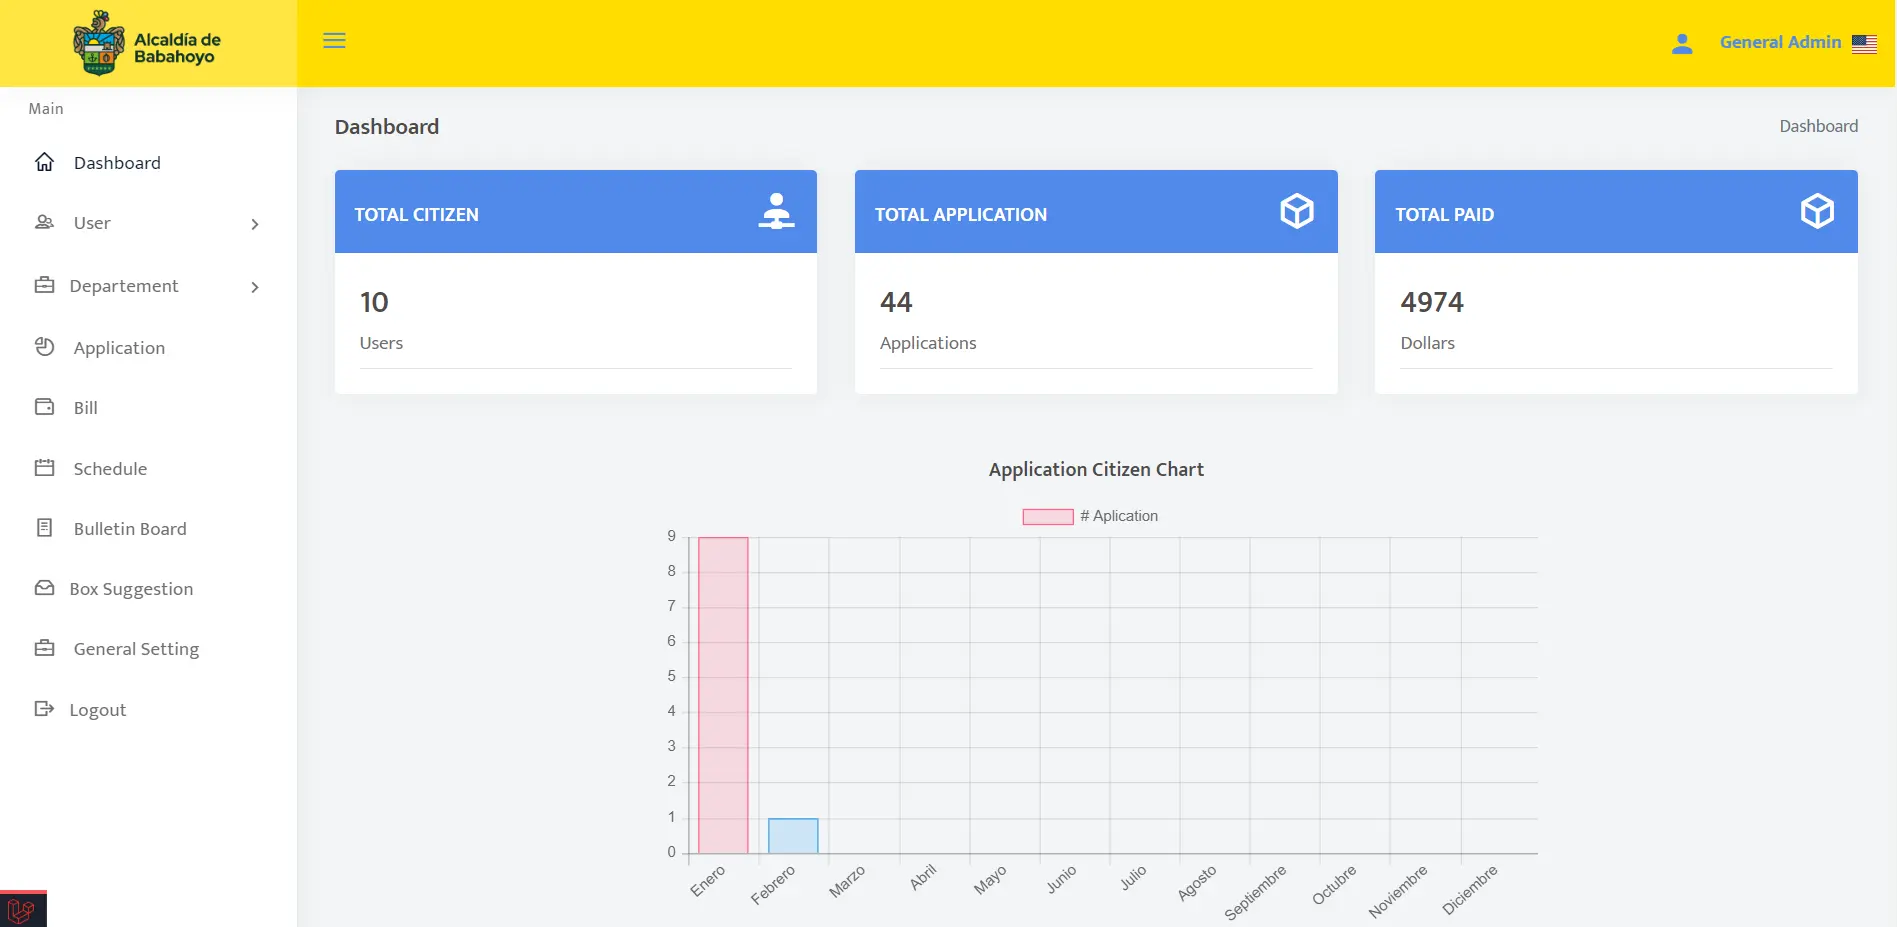 Alcaldía de
Babahoyo
General Admin
Main
Dashboard
User
Departement
Application
Bill
Schedule
Bulletin Board
Box Suggestion
General Setting
Logout
Dashboard
Dashboard
TOTAL CITIZEN
10
Users
TOTAL APPLICATION
44
Applications
TOTAL PAID
4974
Dollars
Application Citizen Chart
# Aplication
9
8
7
6
5
4
3
2
1
0
Enero
Febrero
Marzo
Abril
Mayo
Junio
Julio
Agosto
Septiembre
Octubre
Noviembre
Diciembre